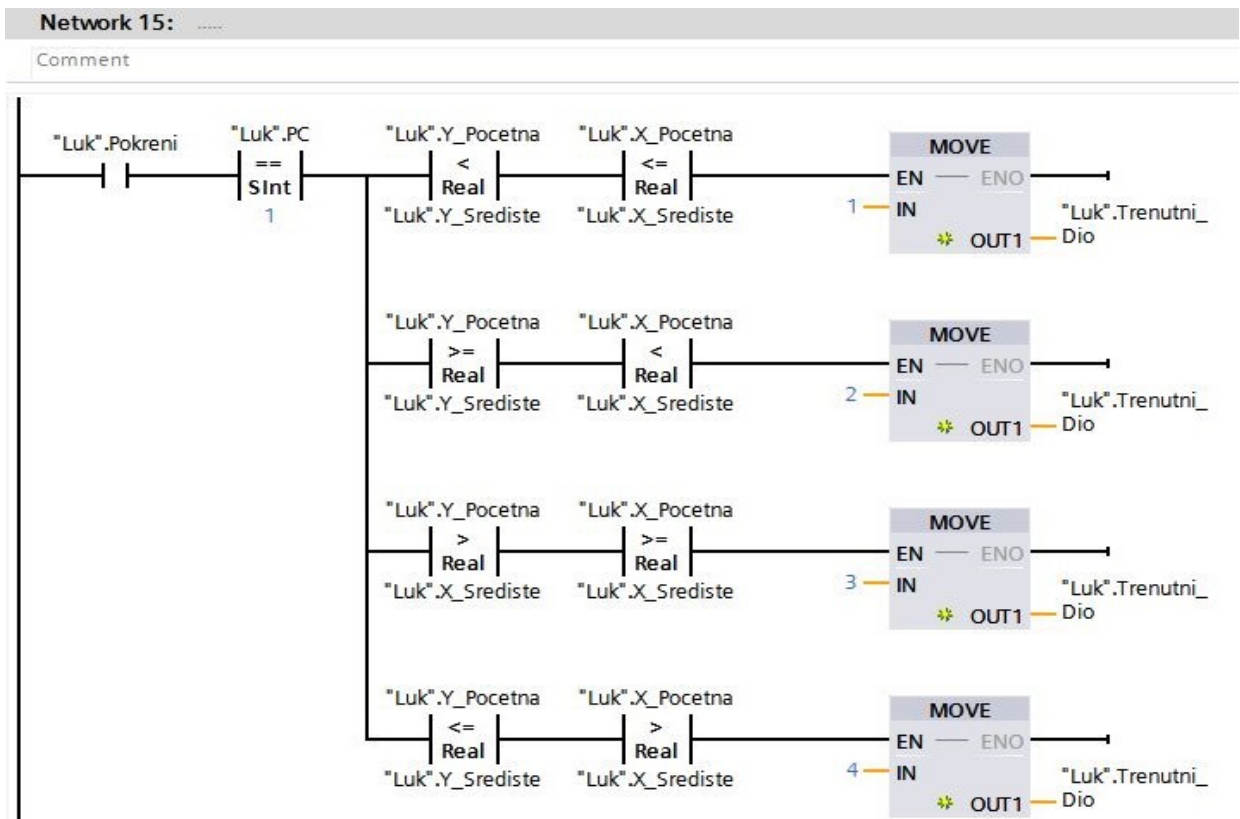 Network 15: .....
Comment
"Luk".Pokreni
"Luk".PC
==
SInt
1
"Luk".Y_Pocetna
<
Real
"Luk".Y_Srediste
"Luk".X_Pocetna
<=
Real
"Luk".X_Srediste
MOVE
EN ENO
1 IN
OUT1
"Luk".Trenutni_
Dio
"Luk".Y_Pocetna
>=
Real
"Luk".Y_Srediste
"Luk".X_Pocetna
<
Real
"Luk".X_Srediste
MOVE
EN ENO
2 IN
OUT1
"Luk".Trenutni_
Dio
"Luk".Y_Pocetna
>
Real
"Luk".X_Srediste
"Luk".X_Pocetna
>=
Real
"Luk".X_Srediste
MOVE
EN ENO
3 IN
OUT1
"Luk".Trenutni_
Dio
"Luk".Y_Pocetna
<=
Real
"Luk".Y_Srediste
"Luk".X_Pocetna
>
Real
"Luk".X_Srediste
MOVE
EN ENO
4 IN
OUT1
"Luk".Trenutni_
Dio